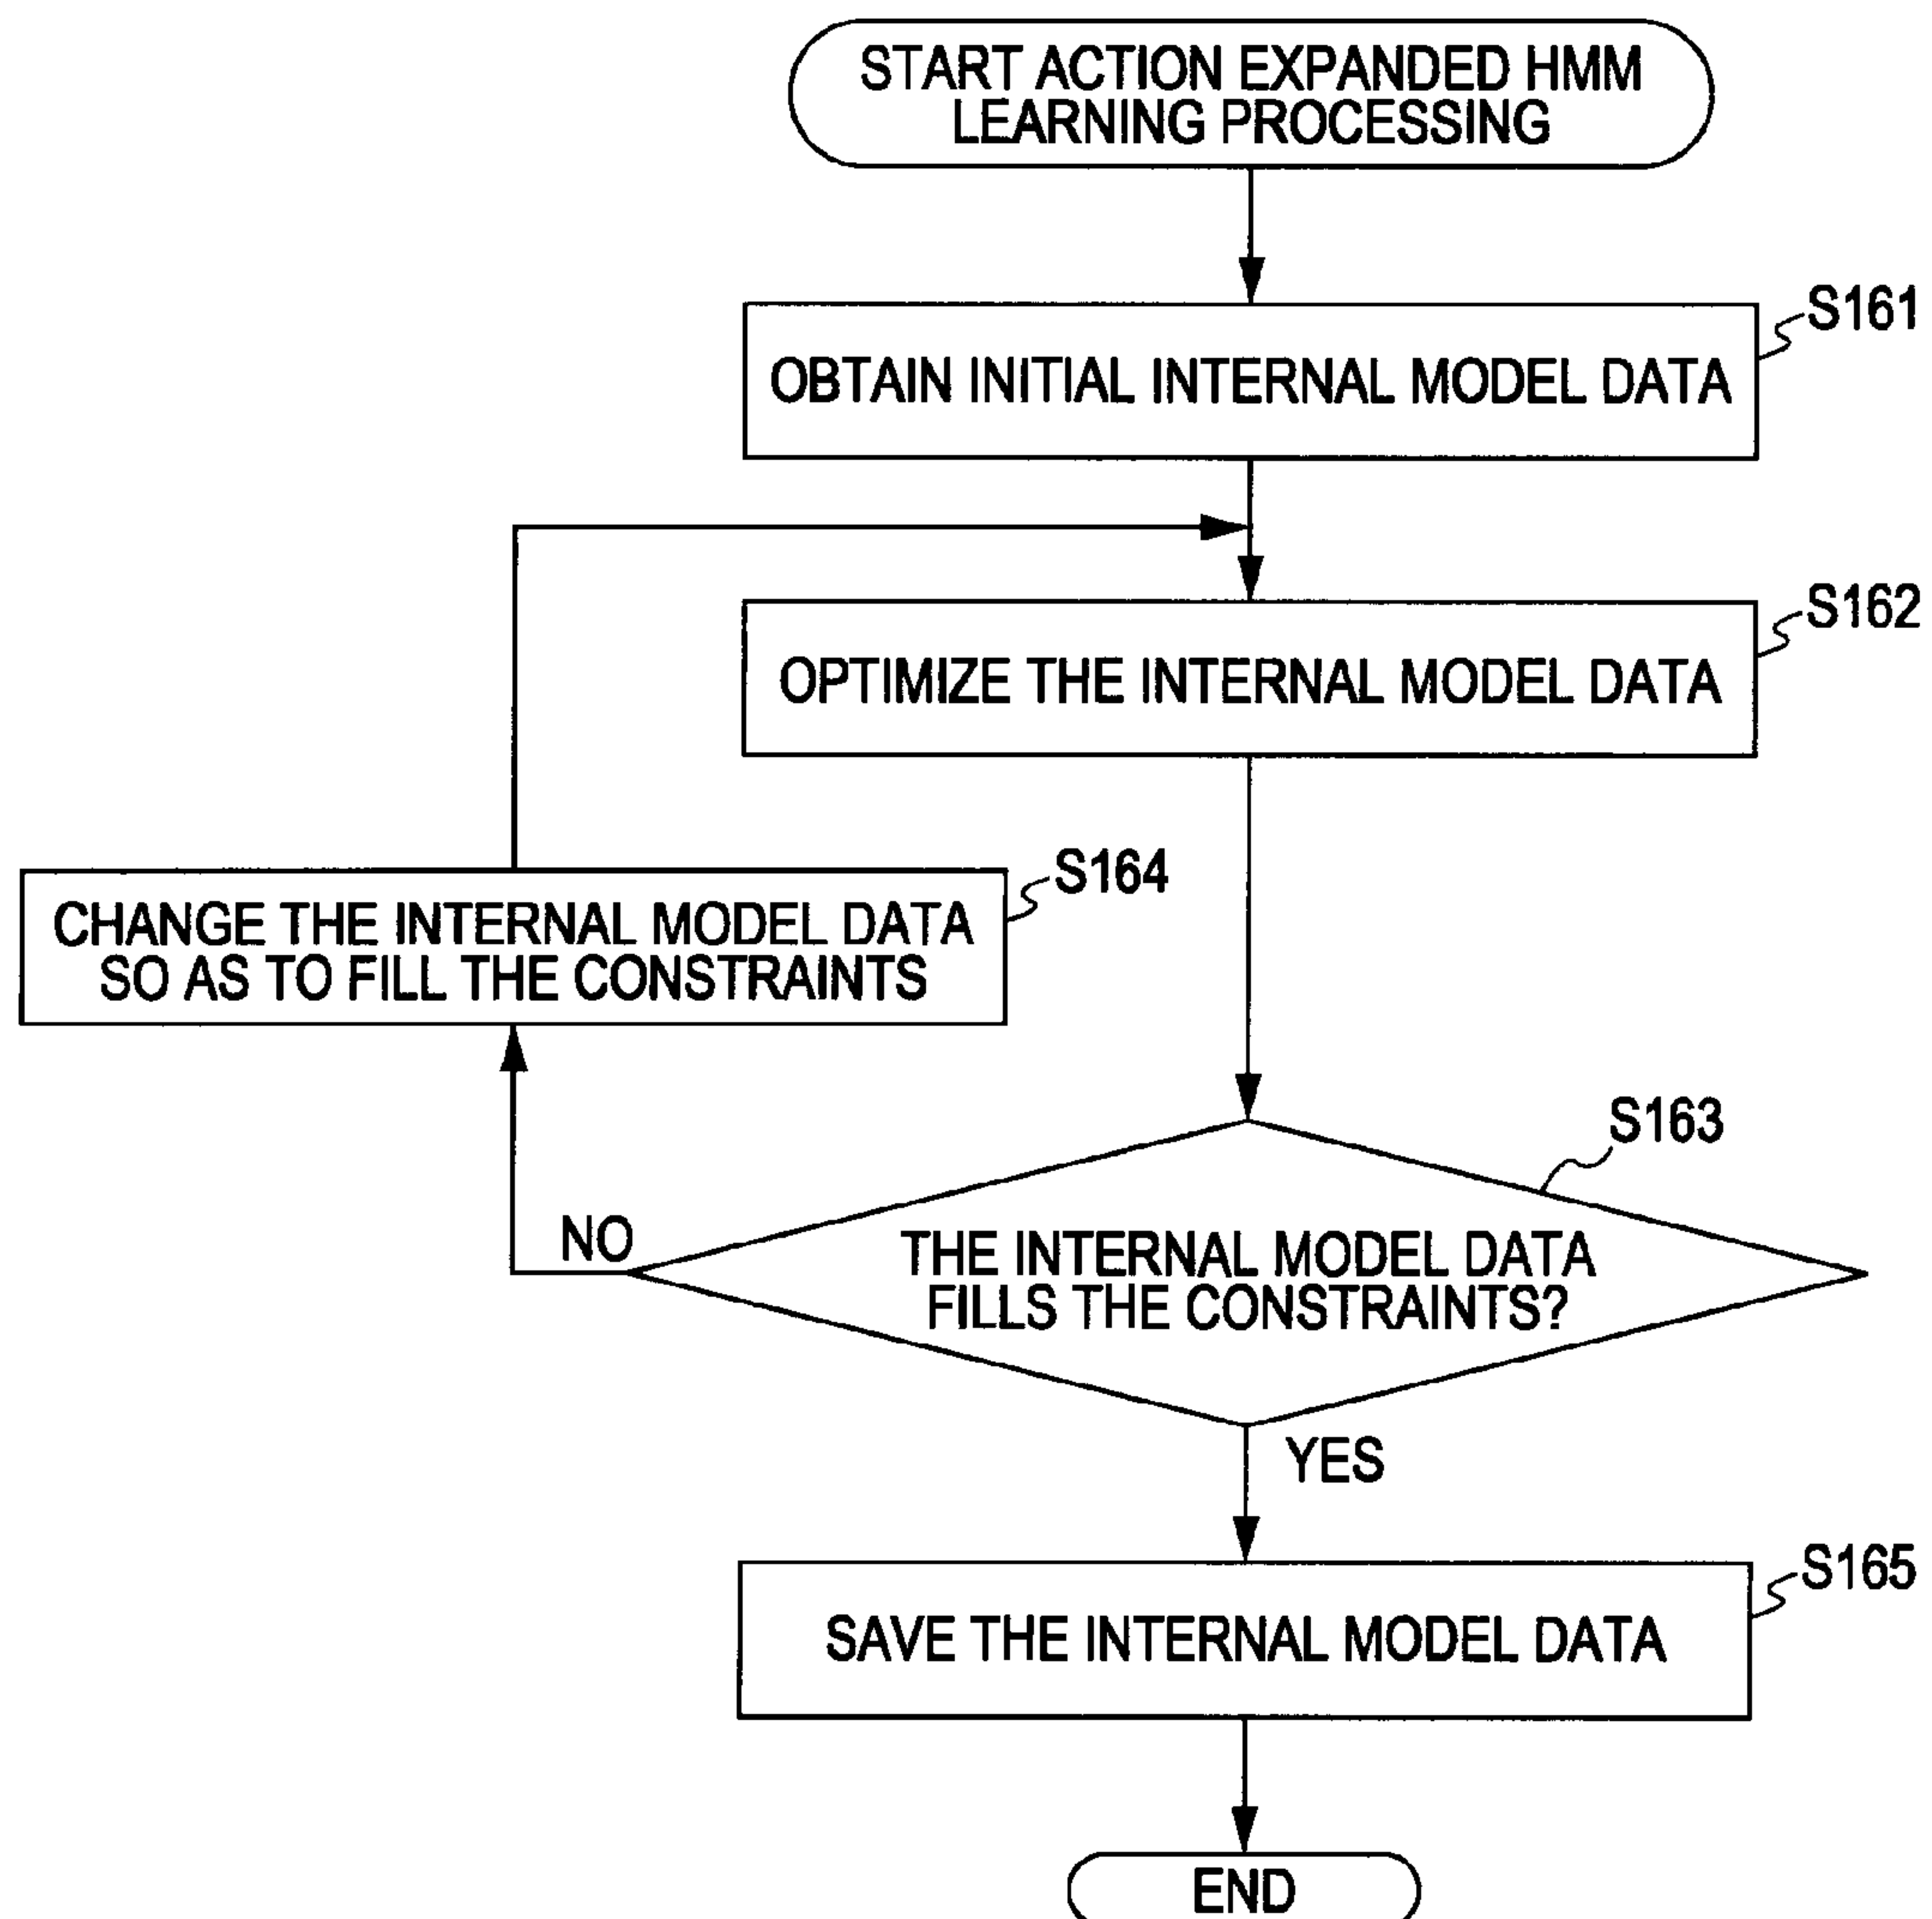 START ACTION EXPANDED HMM
LEARNING PROCESSING
S161
OBTAIN INITIAL INTERNAL MODEL DATA
S162
OPTIMIZE THE INTERNAL MODEL DATA
S164
CHANGE THE INTERNAL MODEL DATA
SO AS TO FILL THE CONSTRAINTS
S163
NO
THE INTERNAL MODEL DATA
FILLS THE CONSTRAINTS?
YES
S165
SAVE THE INTERNAL MODEL DATA
END